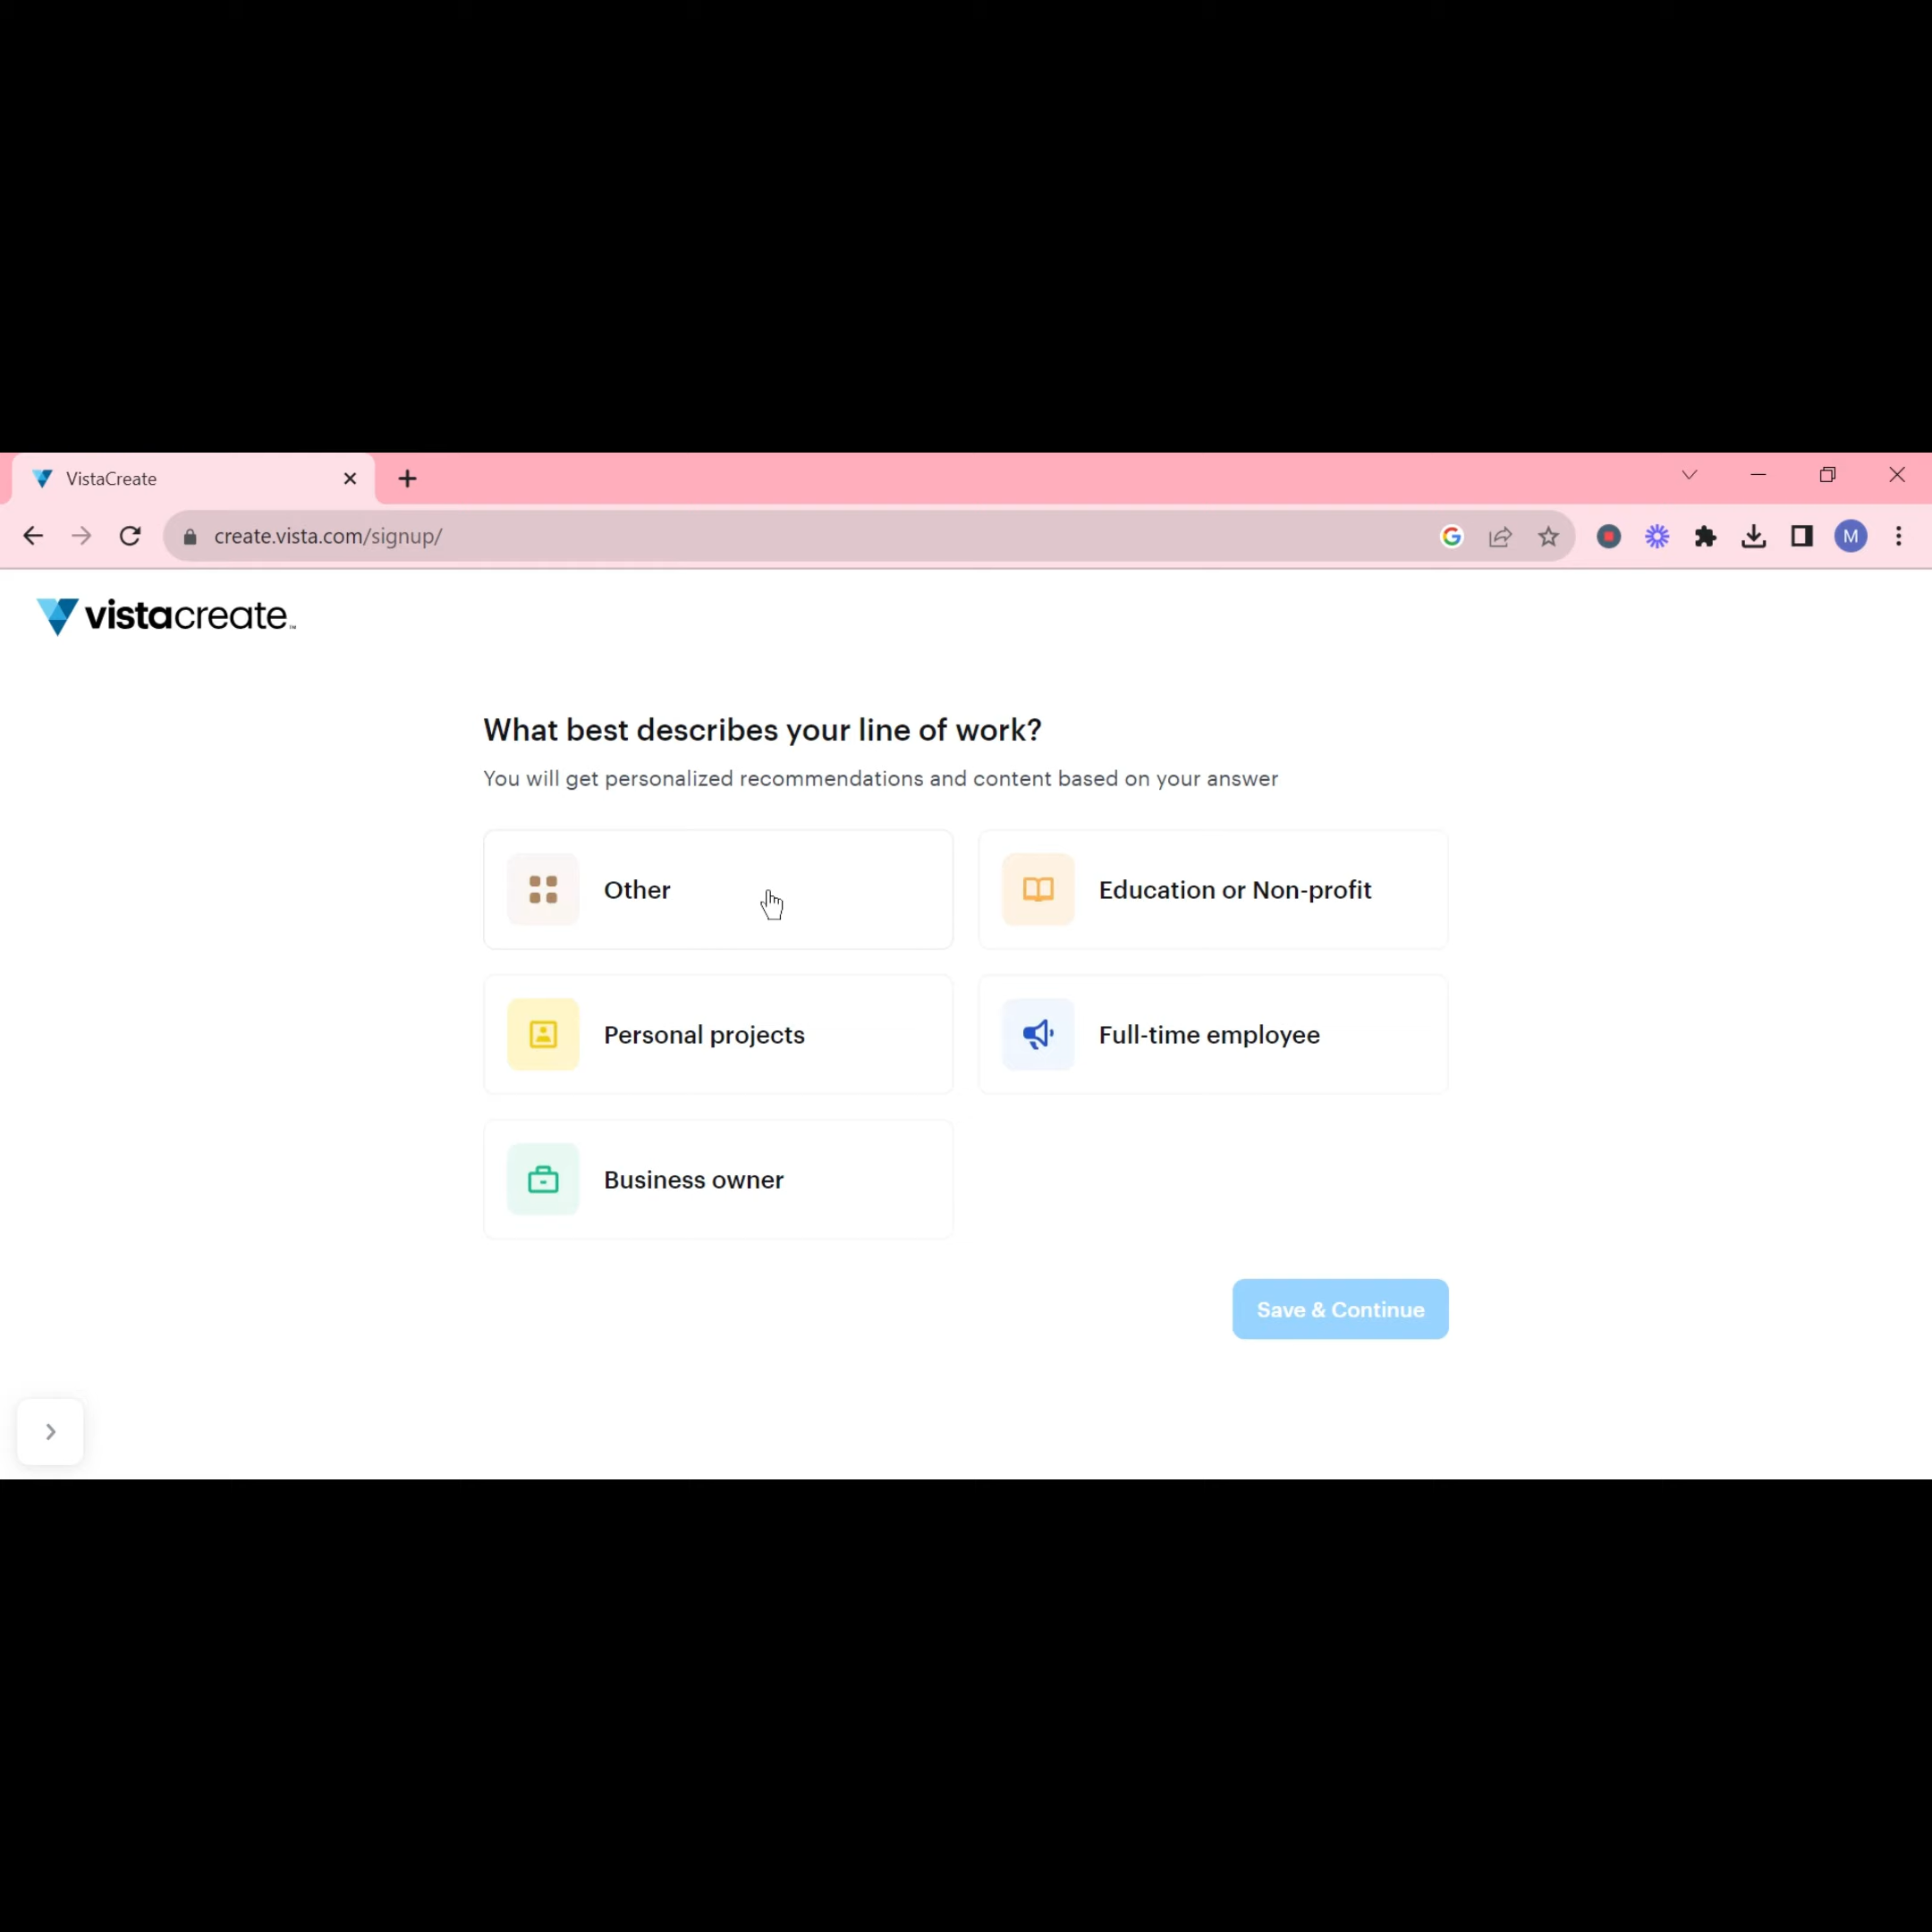 VistaCreate
create.vista.com/signup/
M
vistacreate™
What best describes your line of work?
You will get personalized recommendations and content based on your answer
Other
Education or Non-profit
Personal projects
Full-time employee
Business owner
Save & Continue